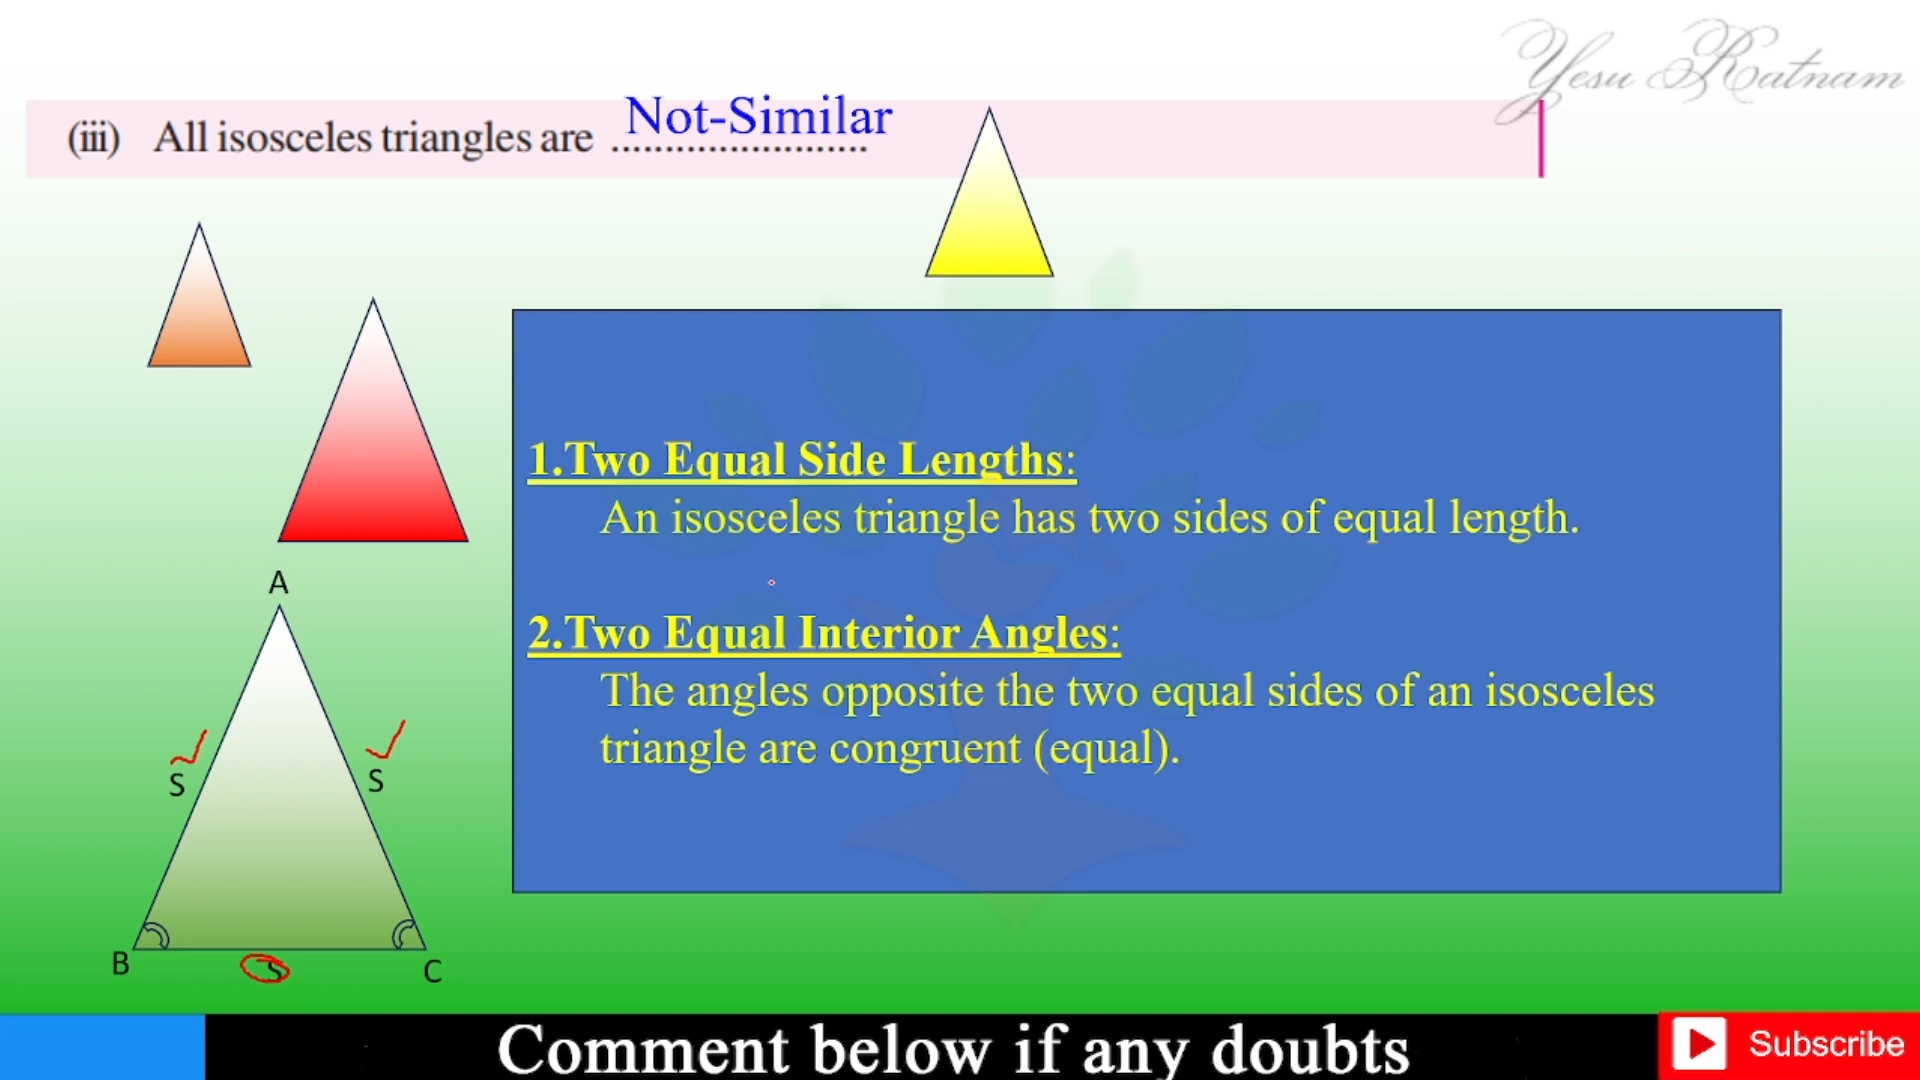 Yesu Ratnam
(iii) All isosceles triangles are ........................ Not-Similar
1.Two Equal Side Lengths:
An isosceles triangle has two sides of equal length.
2.Two Equal Interior Angles:
The angles opposite the two equal sides of an isosceles
triangle are congruent (equal).
A
S S
B C
S
Comment below if any doubts
Subscribe